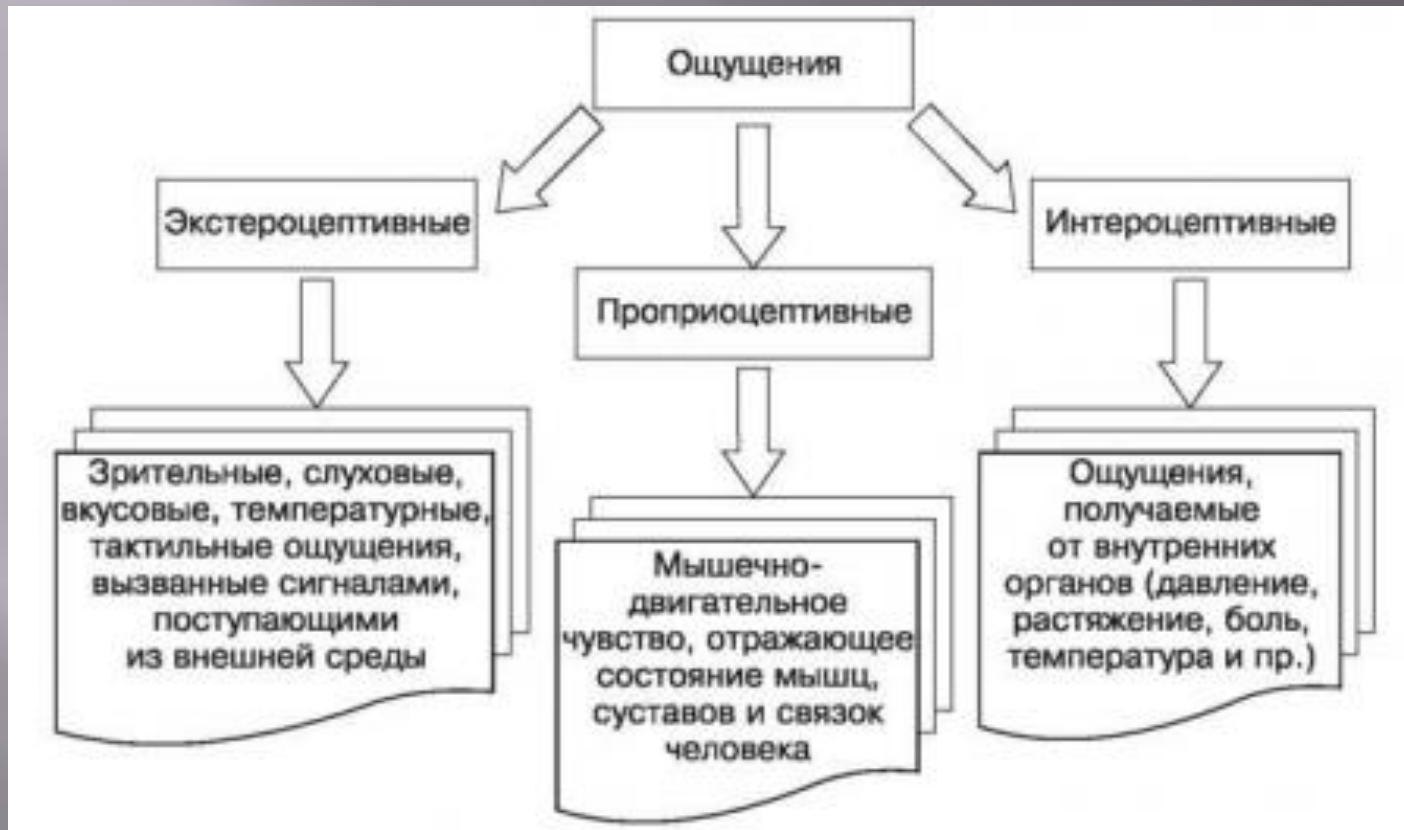 Ощущения
Экстероцептивные
Проприоцептивные
Интероцептивные
Зрительные, слуховые,
вкусовые, температурные,
тактильные ощущения,
вызванные сигналами,
поступающими
из внешней среды
Мышечно-
двигательное
чувство, отражающее
состояние мышц,
суставов и связок
человека
Ощущения,
получаемые
от внутренних
органов (давление,
растяжение, боль,
температура и пр.)